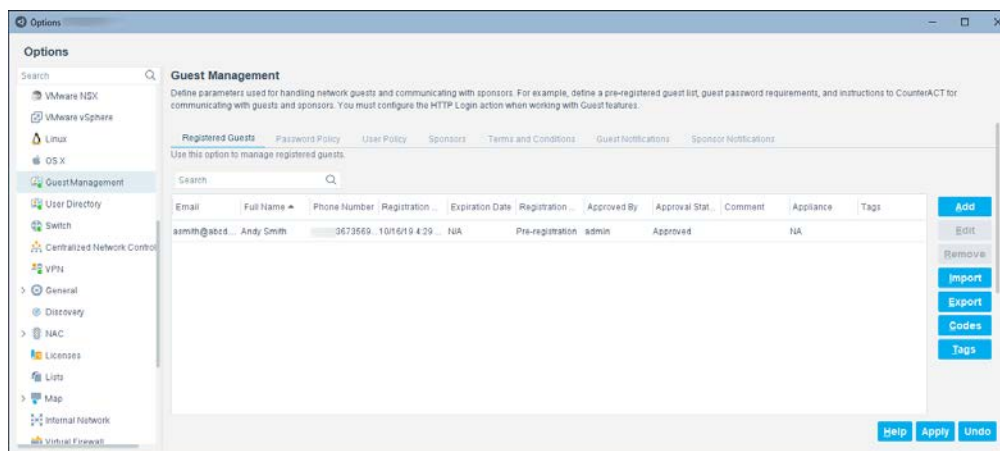 Options
Options
Search
VMware NSX
VMware vSphere
Linux
OS X
Guest Management
User Directory
Switch
Centralized Network Control
VPN
General
Discovery
NAC
Licenses
Lists
Map
Internal Network
Virtual Firewall
Guest Management
Define parameters used for handling network guests and communicating with sponsors. For example, define a pre-registered guest list, guest password requirements, and instructions to CounterACT for
communicating with guests and sponsors. You must configure the HTTP Login action when working with Guest features.
Registered Guests Password Policy User Policy Sponsors Terms and Conditions Guest Notifications Sponsor Notifications
Use this option to manage registered guests.
Search
Email Full Name Phone Number Registration ... Expiration Date Registration ... Approved By Approval Stat... Comment Appliance Tags
asmith@abcd... Andy Smith 3673569... 10/16/19 4:29 ... N/A Pre-registration admin Approved NA
Add
Edit
Remove
Import
Export
Codes
Tags
Help Apply Undo